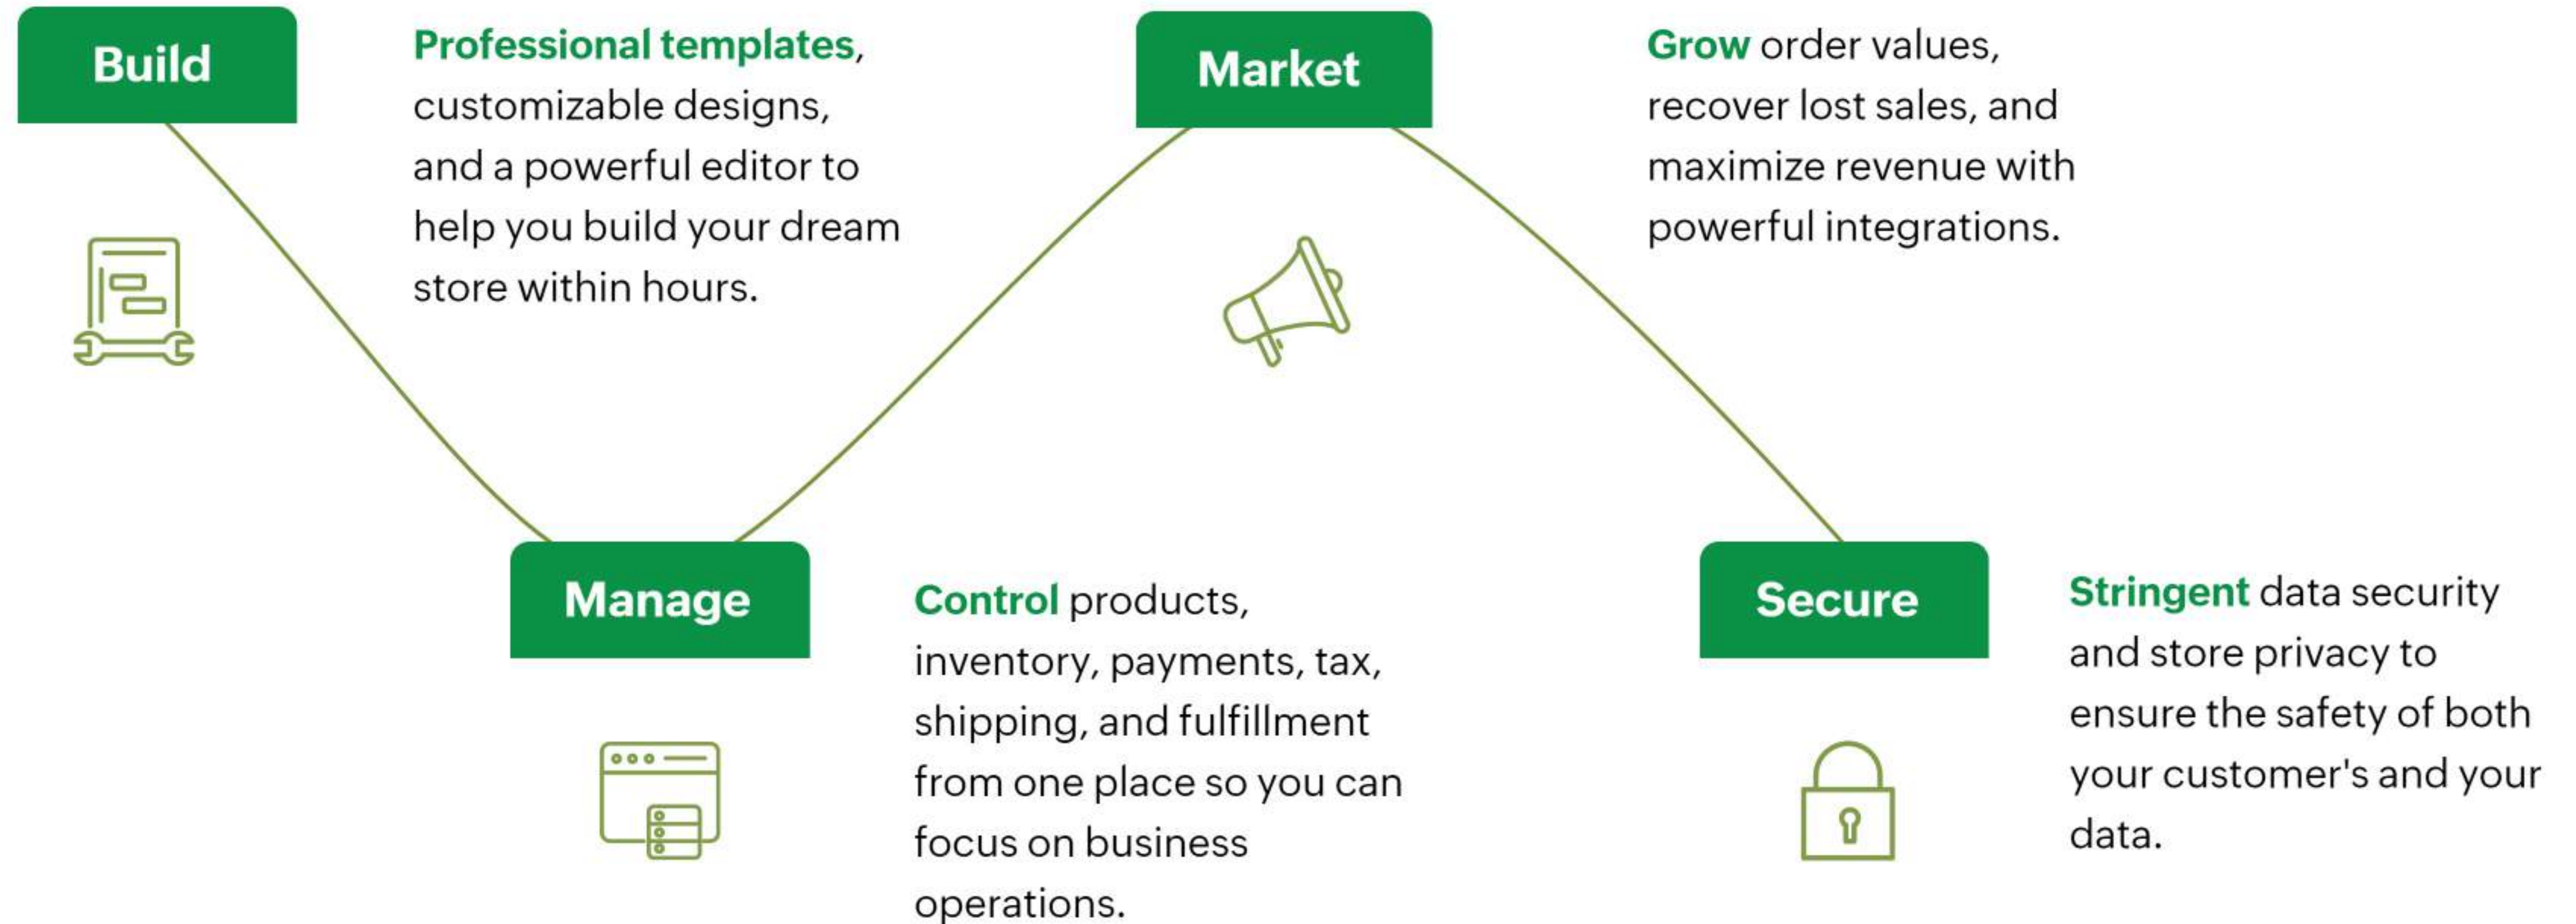 Build
Professional templates,
customizable designs,
and a powerful editor to
help you build your dream
store within hours.
Manage
Control products,
inventory, payments, tax,
shipping, and fulfillment
from one place so you can
focus on business
operations.
Market
Grow order values,
recover lost sales, and
maximize revenue with
powerful integrations.
Secure
Stringent data security
and store privacy to
ensure the safety of both
your customer's and your
data.